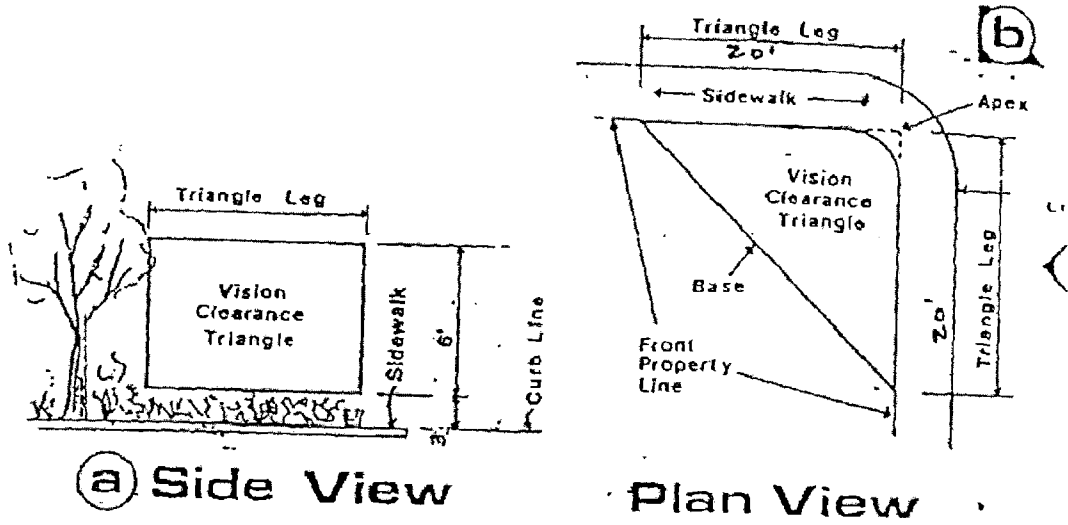 Triangle Leg
Vision
Clearance
Triangle
Sidewalk
6'
3'
Curb Line
a Side View
b
Triangle Leg
20'
Sidewalk
Apex
Vision
Clearance
Triangle
Base
Front
Property
Line
20'
Triangle Leg
Plan View